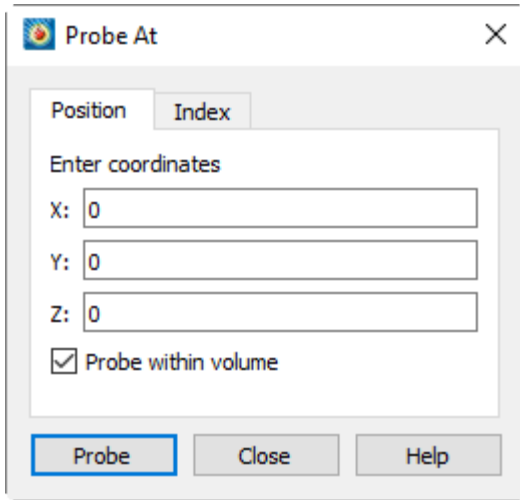 Probe At
Position Index
Enter coordinates
X: 0
Y: 0
Z: 0
Probe within volume
Probe Close Help